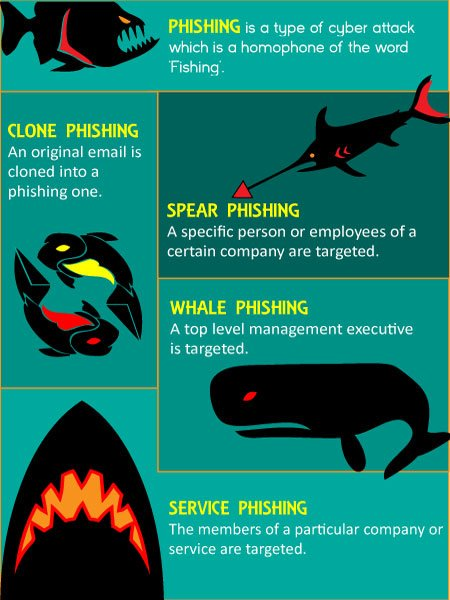 PHISHING is a type of cyber attack
which is a homophone of the word
'Fishing'.
CLONE PHISHING
An original email is
cloned into a
phishing one.
SPEAR PHISHING
A specific person or employees of a
certain company are targeted.
WHALE PHISHING
A top level management executive
is targeted.
SERVICE PHISHING
The members of a particular company or
service are targeted.